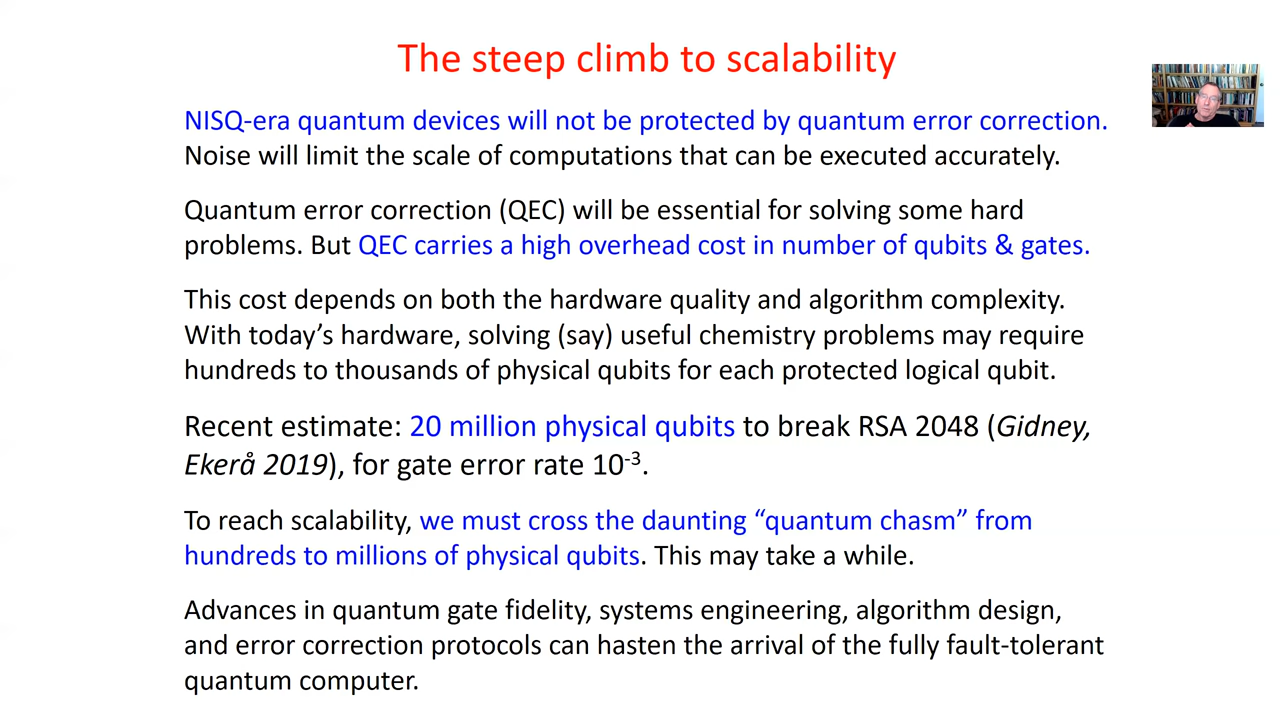 The steep climb to scalability
NISQ-era quantum devices will not be protected by quantum error correction.
Noise will limit the scale of computations that can be executed accurately.
Quantum error correction (QEC) will be essential for solving some hard
problems. But QEC carries a high overhead cost in number of qubits & gates.
This cost depends on both the hardware quality and algorithm complexity.
With today’s hardware, solving (say) useful chemistry problems may require
hundreds to thousands of physical qubits for each protected logical qubit.
Recent estimate: 20 million physical qubits to break RSA 2048 (Gidney,
Ekerå 2019), for gate error rate 10⁻³.
To reach scalability, we must cross the daunting “quantum chasm” from
hundreds to millions of physical qubits. This may take a while.
Advances in quantum gate fidelity, systems engineering, algorithm design,
and error correction protocols can hasten the arrival of the fully fault-tolerant
quantum computer.